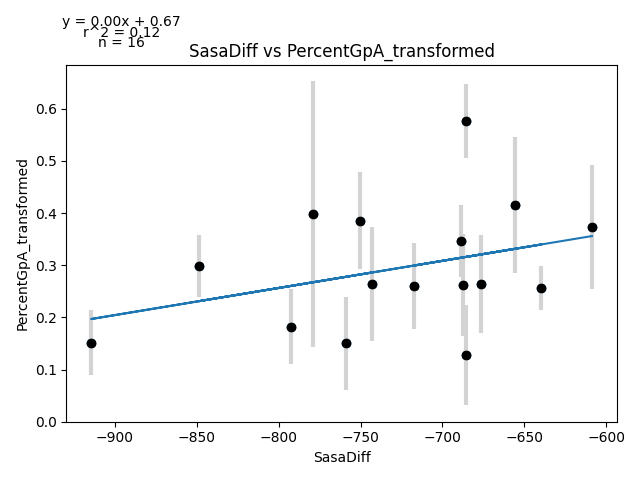 y = 0.00x + 0.67
r^2 = 0.12
n = 16
SasaDiff vs PercentGpA_transformed
PercentGpA_transformed
0.6
0.5
0.4
0.3
0.2
0.1
0.0
−900
−850
−800
−750
−700
−650
−600
SasaDiff